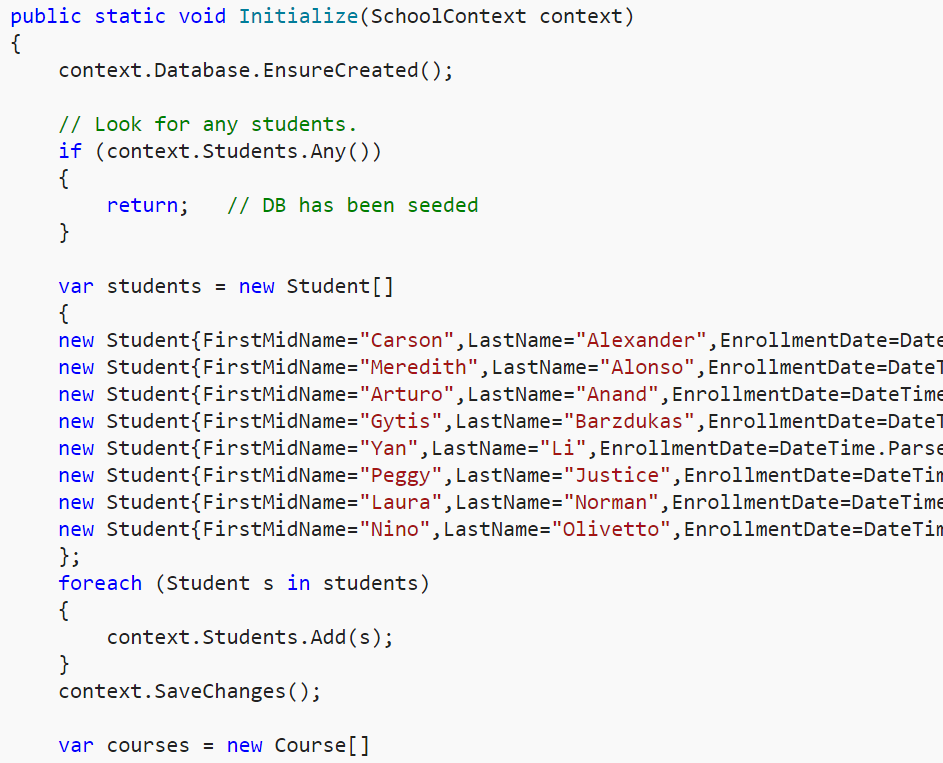 public static void Initialize(SchoolContext context)
{
    context.Database.EnsureCreated();

    // Look for any students.
    if (context.Students.Any())
    {
        return;   // DB has been seeded
    }

    var students = new Student[]
    {
    new Student{FirstMidName="Carson",LastName="Alexander",EnrollmentDate=Date
    new Student{FirstMidName="Meredith",LastName="Alonso",EnrollmentDate=DateT
    new Student{FirstMidName="Arturo",LastName="Anand",EnrollmentDate=DateTime
    new Student{FirstMidName="Gytis",LastName="Barzdukas",EnrollmentDate=DateT
    new Student{FirstMidName="Yan",LastName="Li",EnrollmentDate=DateTime.Parse
    new Student{FirstMidName="Peggy",LastName="Justice",EnrollmentDate=DateTim
    new Student{FirstMidName="Laura",LastName="Norman",EnrollmentDate=DateTime
    new Student{FirstMidName="Nino",LastName="Olivetto",EnrollmentDate=DateTim
    };
    foreach (Student s in students)
    {
        context.Students.Add(s);
    }
    context.SaveChanges();

    var courses = new Course[]